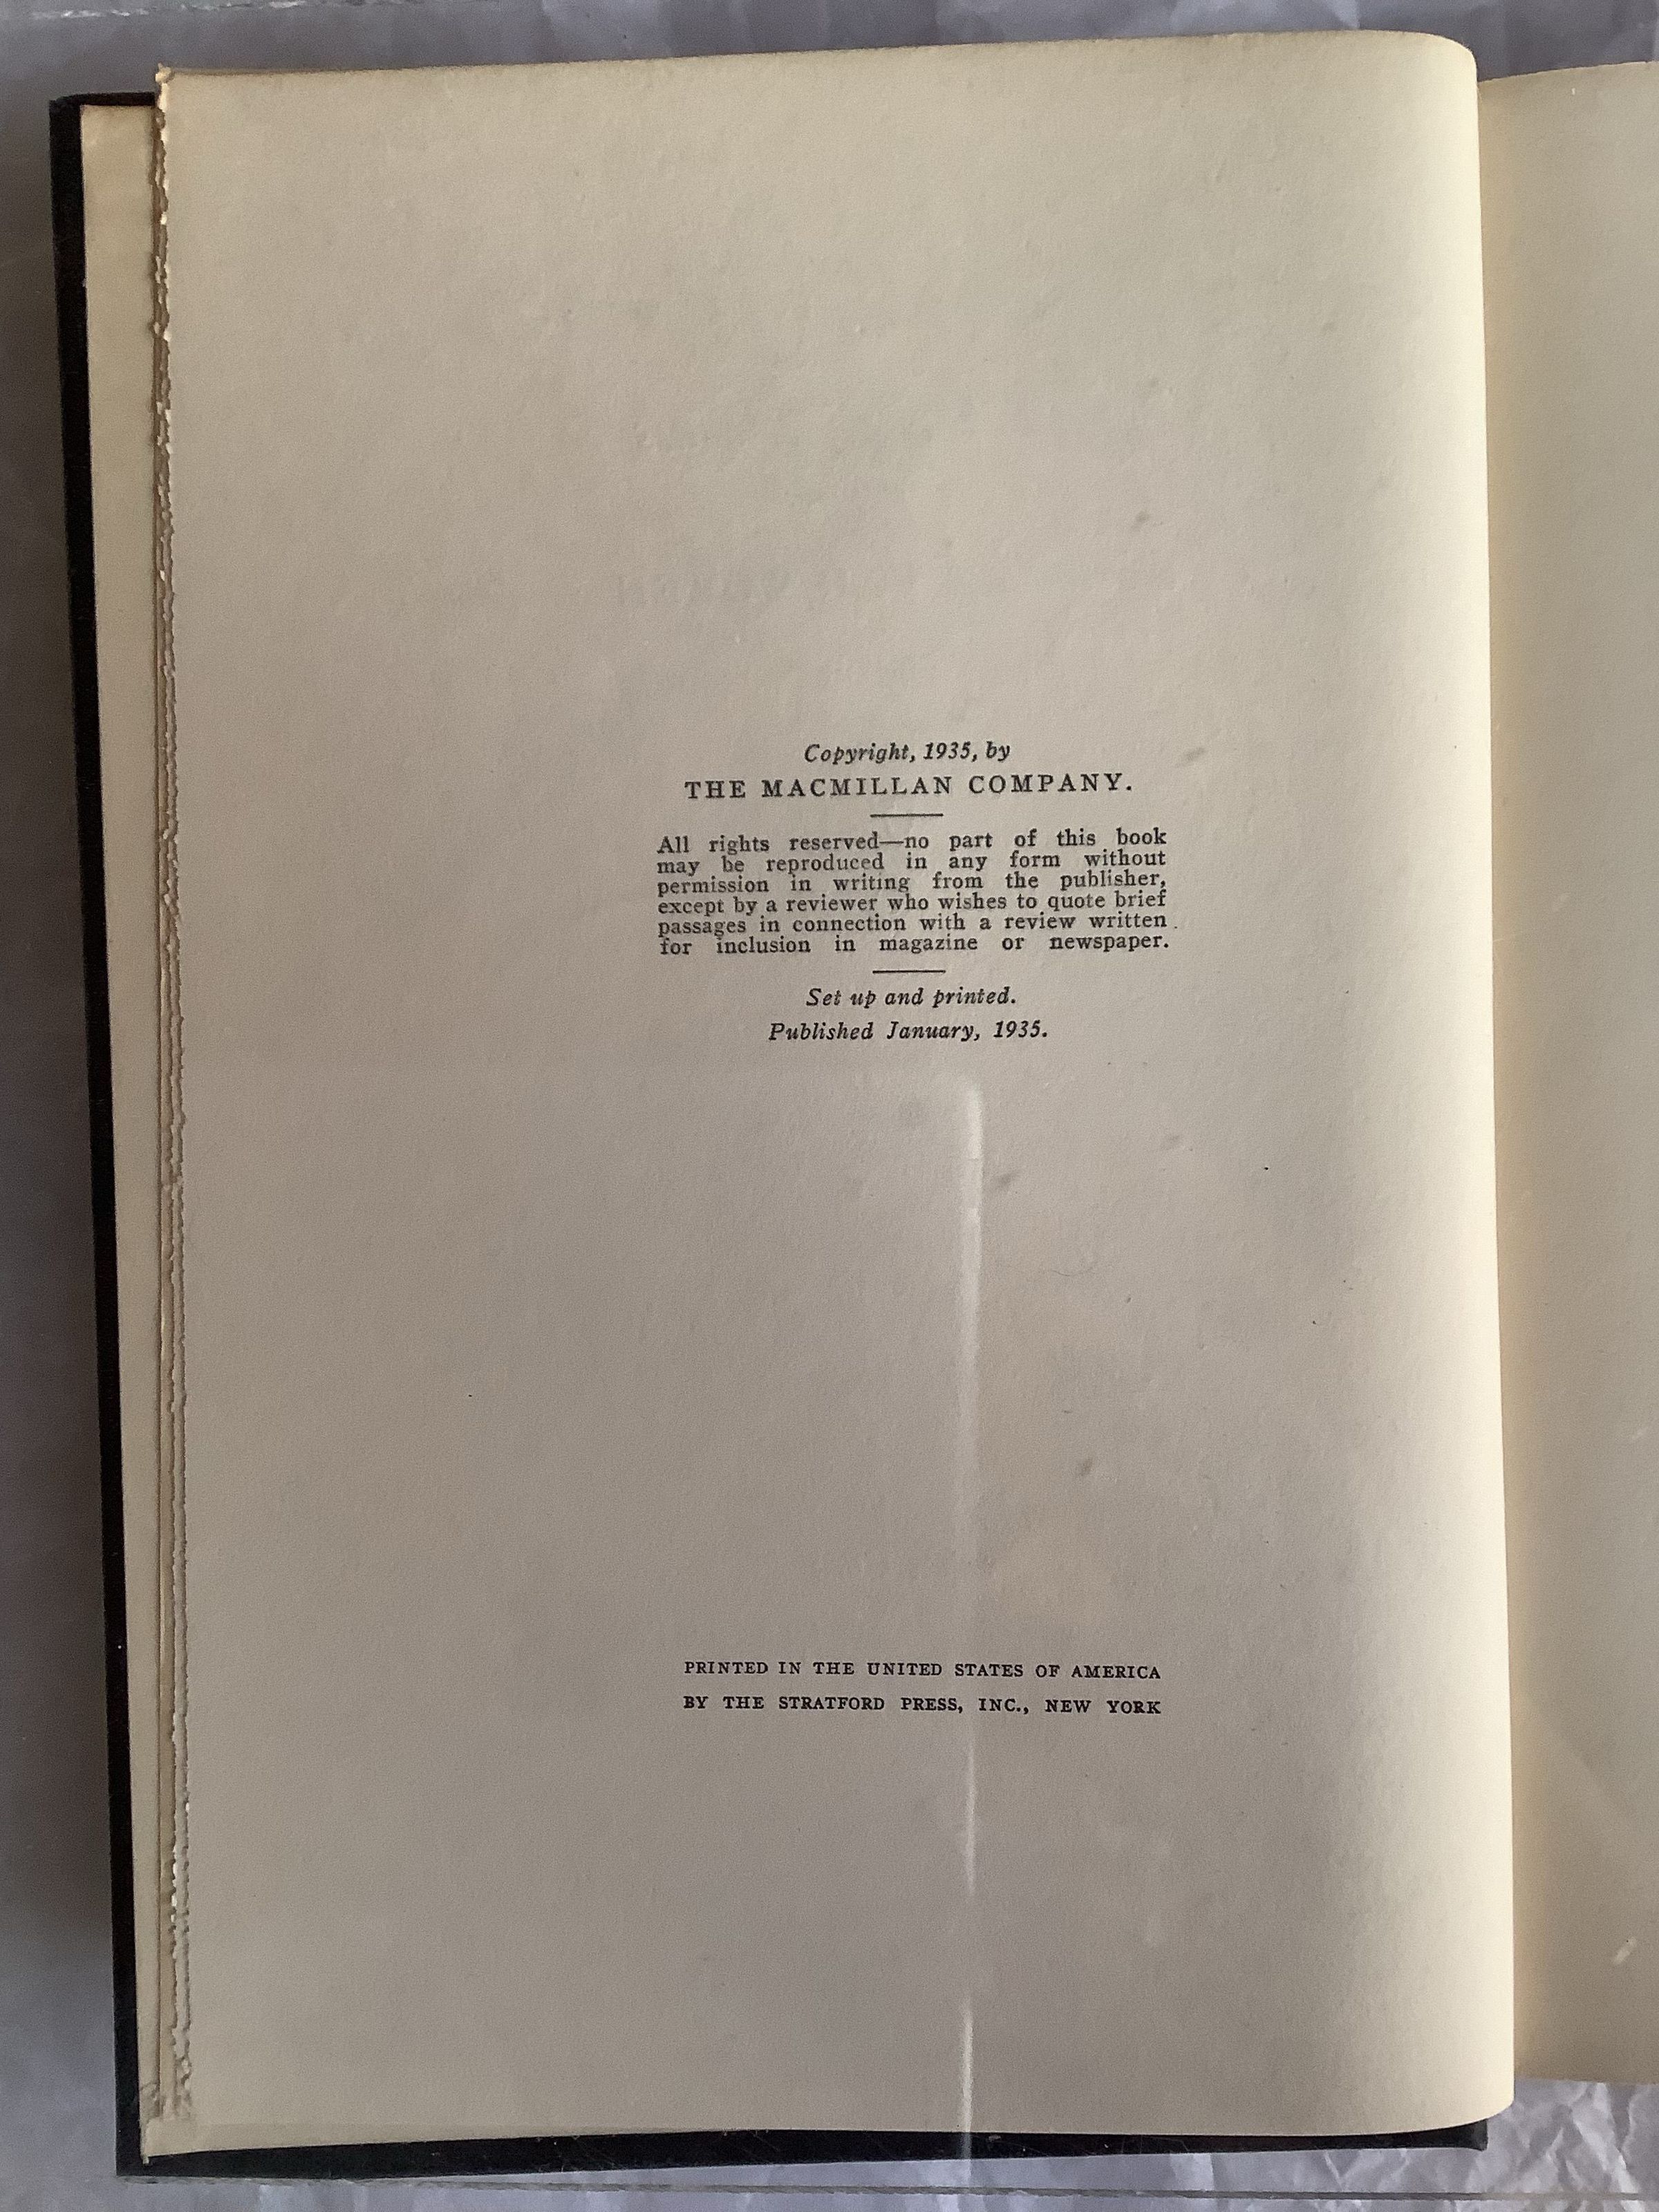 Copyright, 1935, by
THE MACMILLAN COMPANY.
All rights reserved—no part of this book
may be reproduced in any form without
permission in writing from the publisher,
except by a reviewer who wishes to quote brief
passages in connection with a review written
for inclusion in magazine or newspaper.
Set up and printed.
Published January, 1935.
PRINTED IN THE UNITED STATES OF AMERICA
BY THE STRATFORD PRESS, INC., NEW YORK